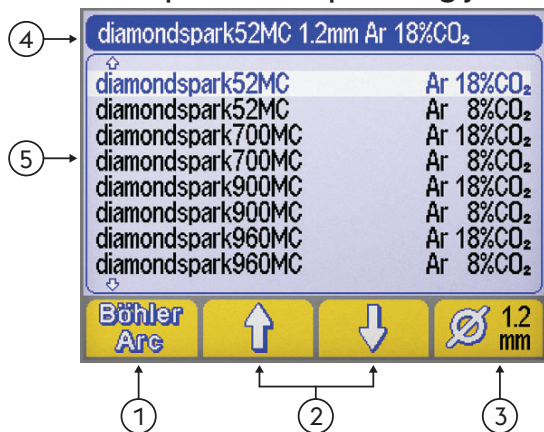 ④ diamondspark52MC 1.2mm Ar 18%CO₂
diamondspark52MC Ar 18%CO₂
diamondspark52MC Ar 8%CO₂
diamondspark700MC Ar 18%CO₂
⑤ diamondspark700MC Ar 8%CO₂
diamondspark900MC Ar 18%CO₂
diamondspark900MC Ar 8%CO₂
diamondspark960MC Ar 18%CO₂
diamondspark960MC Ar 8%CO₂
Böhler
Arc
1.2
mm
① ② ③